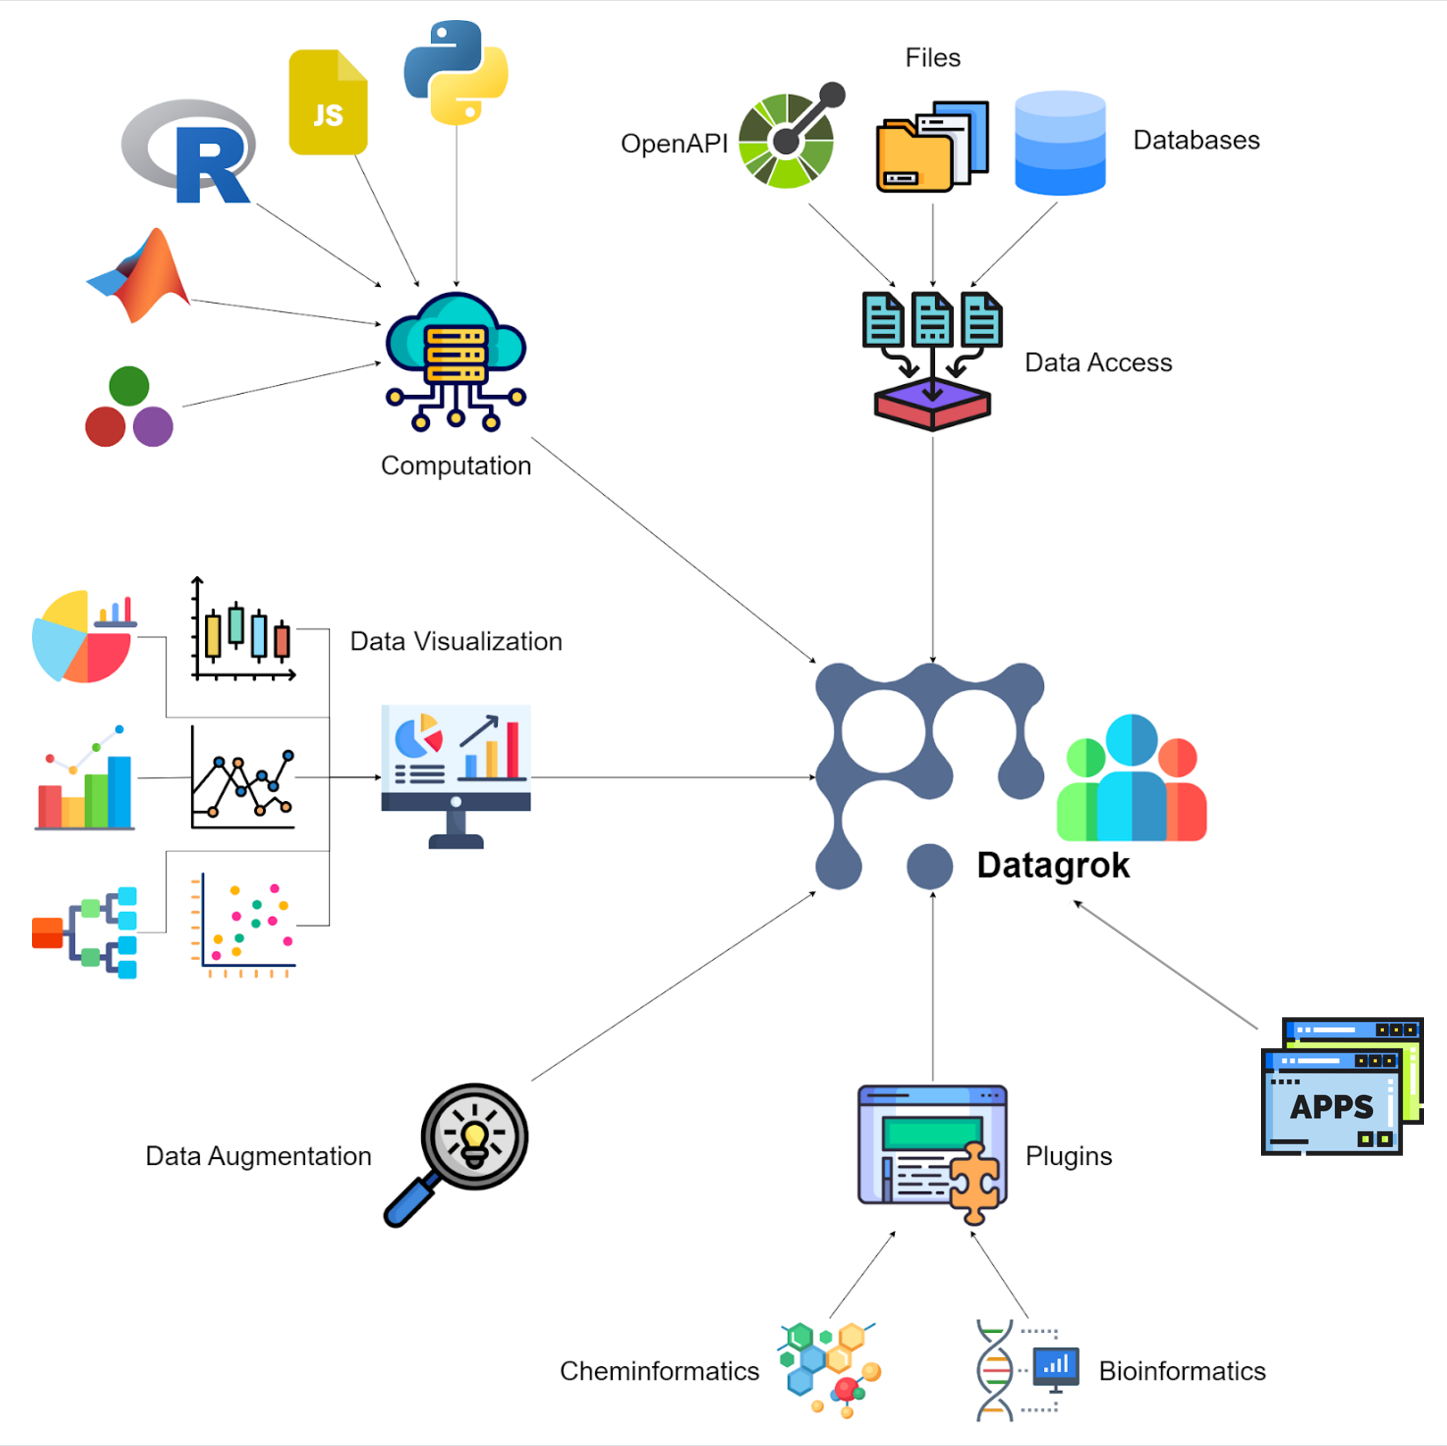 Files
JS
OpenAPI
Databases
R
Data Access
Computation
Data Visualization
Datagrok
APPS
Data Augmentation
Plugins
Cheminformatics
Bioinformatics